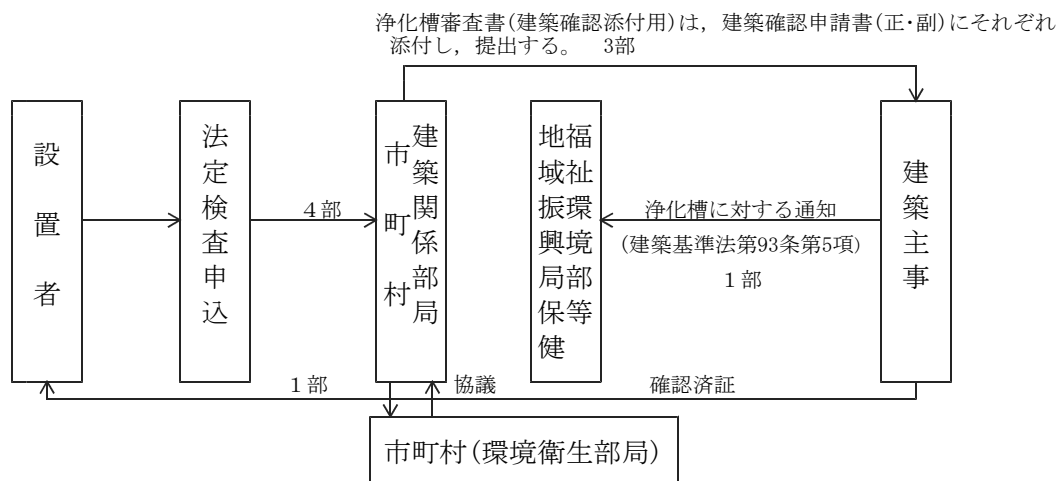 浄化槽審査書(建築確認添付用)は，建築確認申請書(正・副)にそれぞれ
添付し，提出する。　3部
設置者
法定検査申込
4部
市町村
建築関係部局
地域振興局保健
福祉環境部等
浄化槽に対する通知
(建築基準法第93条第5項)
1部
建築主事
1部
協議
確認済証
市町村(環境衛生部局)